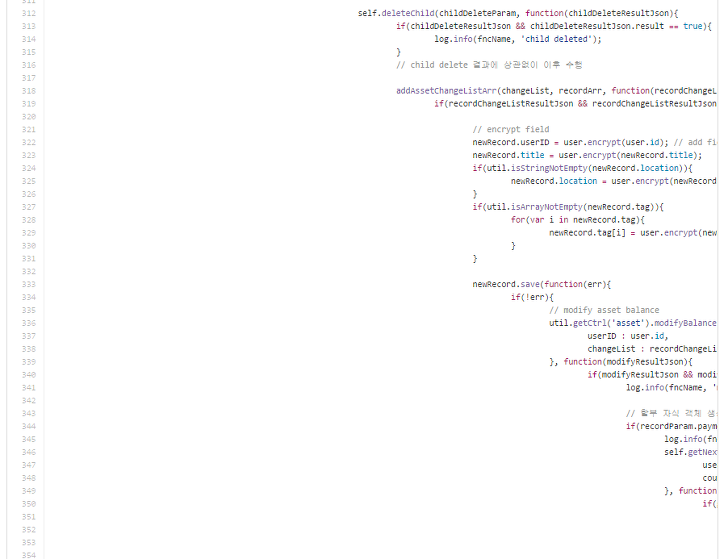 311
312 self.deleteChild(childDeleteParam, function(childDeleteResultJson){
313 if(childDeleteResultJson && childDeleteResultJson.result == true){
314 log.info(fncName, 'child deleted');
315 }
316 // child delete 결과에 상관없이 이후 수행
317
318 addAssetChangeListArr(changeList, recordArr, function(recordChangeL
319 if(recordChangeListResultJson && recordChangeListResultJson
320
321 // encrypt field
322 newRecord.userID = user.encrypt(user.id); // add fi
323 newRecord.title = user.encrypt(newRecord.title);
324 if(util.isStringNotEmpty(newRecord.location)){
325 newRecord.location = user.encrypt(newRecord
326 }
327 if(util.isArrayNotEmpty(newRecord.tag)){
328 for(var i in newRecord.tag){
329 newRecord.tag[i] = user.encrypt(new
330 }
331 }
332
333 newRecord.save(function(err){
334 if(!err){
335 // modify asset balance
336 util.getCtrl('asset').modifyBalance
337 userID : user.id,
338 changeList : recordChangeLi
339 }, function(modifyResultJson){
340 if(modifyResultJson && modi
341 log.info(fncName, '
342
343 // 할부 자식 객체 생
344 if(recordParam.paym
345 log.info(fn
346 self.getNex
347 use
348 cou
349 }, function
350 if(
351
352
353
354